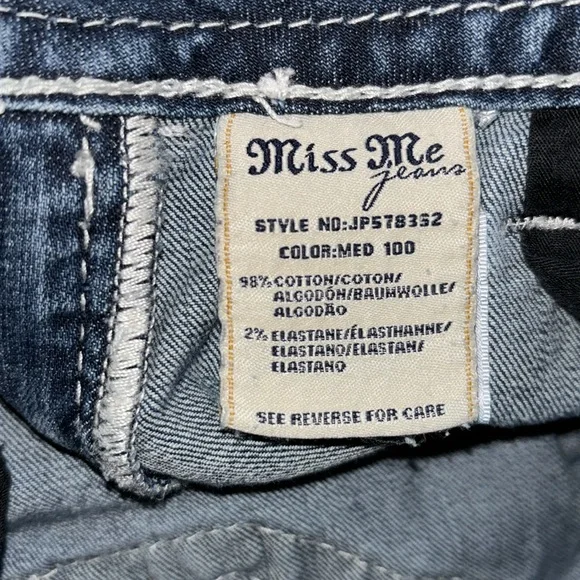 Miss Me
jeans
STYLE NO:JP5783S2
COLOR:MED 100
98% COTTON/COTON/
ALGODÓN/BAUMWOLLE/
ALGODÃO
2% ELASTANE/ÉLASTHANNE/
ELASTANO/ELASTAN/
ELASTANO
SEE REVERSE FOR CARE